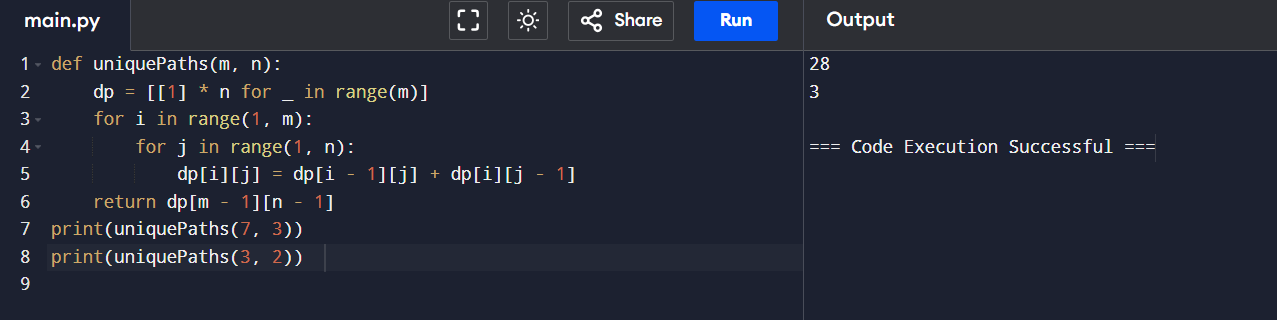 main.py Share Run Output
1 def uniquePaths(m, n):
2     dp = [[1] * n for _ in range(m)]
3     for i in range(1, m):
4         for j in range(1, n):
5             dp[i][j] = dp[i - 1][j] + dp[i][j - 1]
6     return dp[m - 1][n - 1]
7 print(uniquePaths(7, 3))
8 print(uniquePaths(3, 2))
9
28
3
=== Code Execution Successful ===